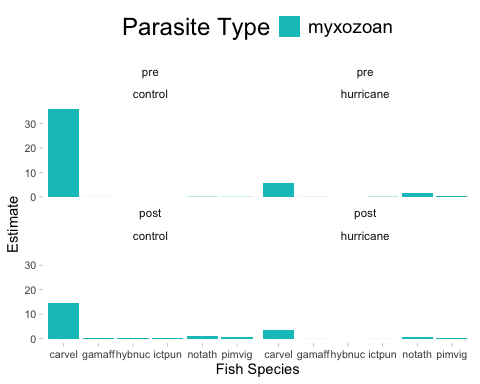 Parasite Type myxozoan
pre pre
control hurricane
30
20
10
0
post post
control hurricane
30
20
10
0
Estimate
carvel gamaff hybnuc ictpun notath pimvig carvel gamaff hybnuc ictpun notath pimvig
Fish Species